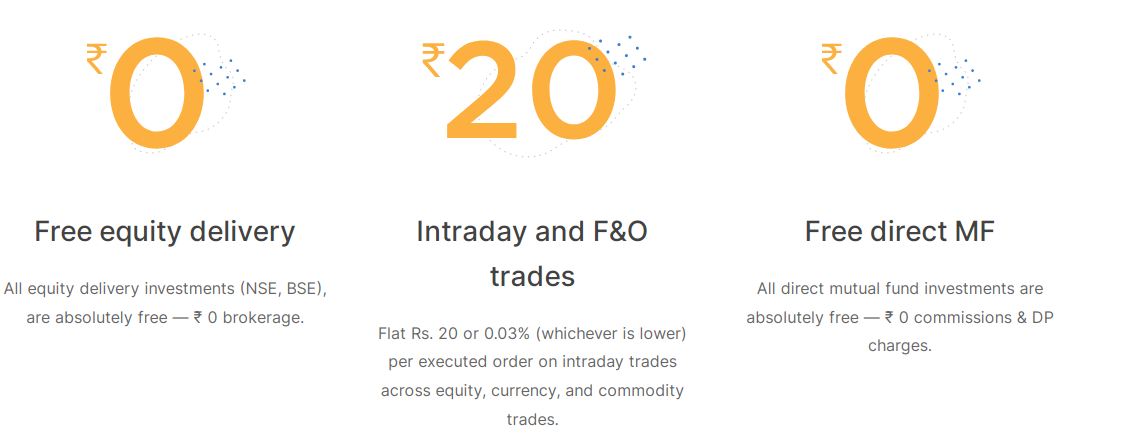 ₹0
Free equity delivery
All equity delivery investments (NSE, BSE),
are absolutely free — ₹ 0 brokerage.
₹20
Intraday and F&O
trades
Flat Rs. 20 or 0.03% (whichever is lower)
per executed order on intraday trades
across equity, currency, and commodity
trades.
₹0
Free direct MF
All direct mutual fund investments are
absolutely free — ₹ 0 commissions & DP
charges.